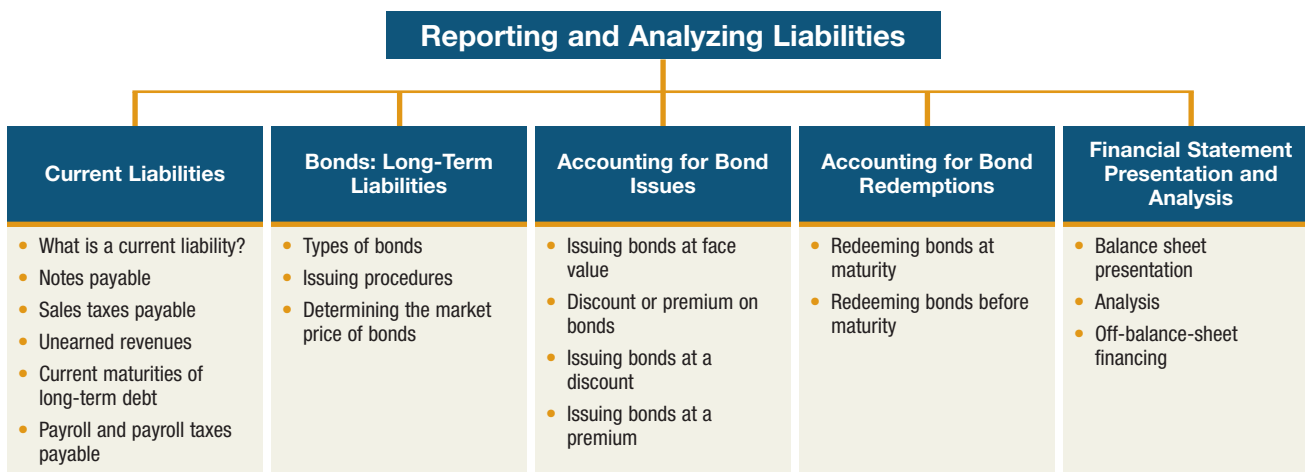 Reporting and Analyzing Liabilities
Current Liabilities
• What is a current liability?
• Notes payable
• Sales taxes payable
• Unearned revenues
• Current maturities of
long-term debt
• Payroll and payroll taxes
payable
Bonds: Long-Term
Liabilities
• Types of bonds
• Issuing procedures
• Determining the market
price of bonds
Accounting for Bond
Issues
• Issuing bonds at face
value
• Discount or premium on
bonds
• Issuing bonds at a
discount
• Issuing bonds at a
premium
Accounting for Bond
Redemptions
• Redeeming bonds at
maturity
• Redeeming bonds before
maturity
Financial Statement
Presentation and
Analysis
• Balance sheet
presentation
• Analysis
• Off-balance-sheet
financing